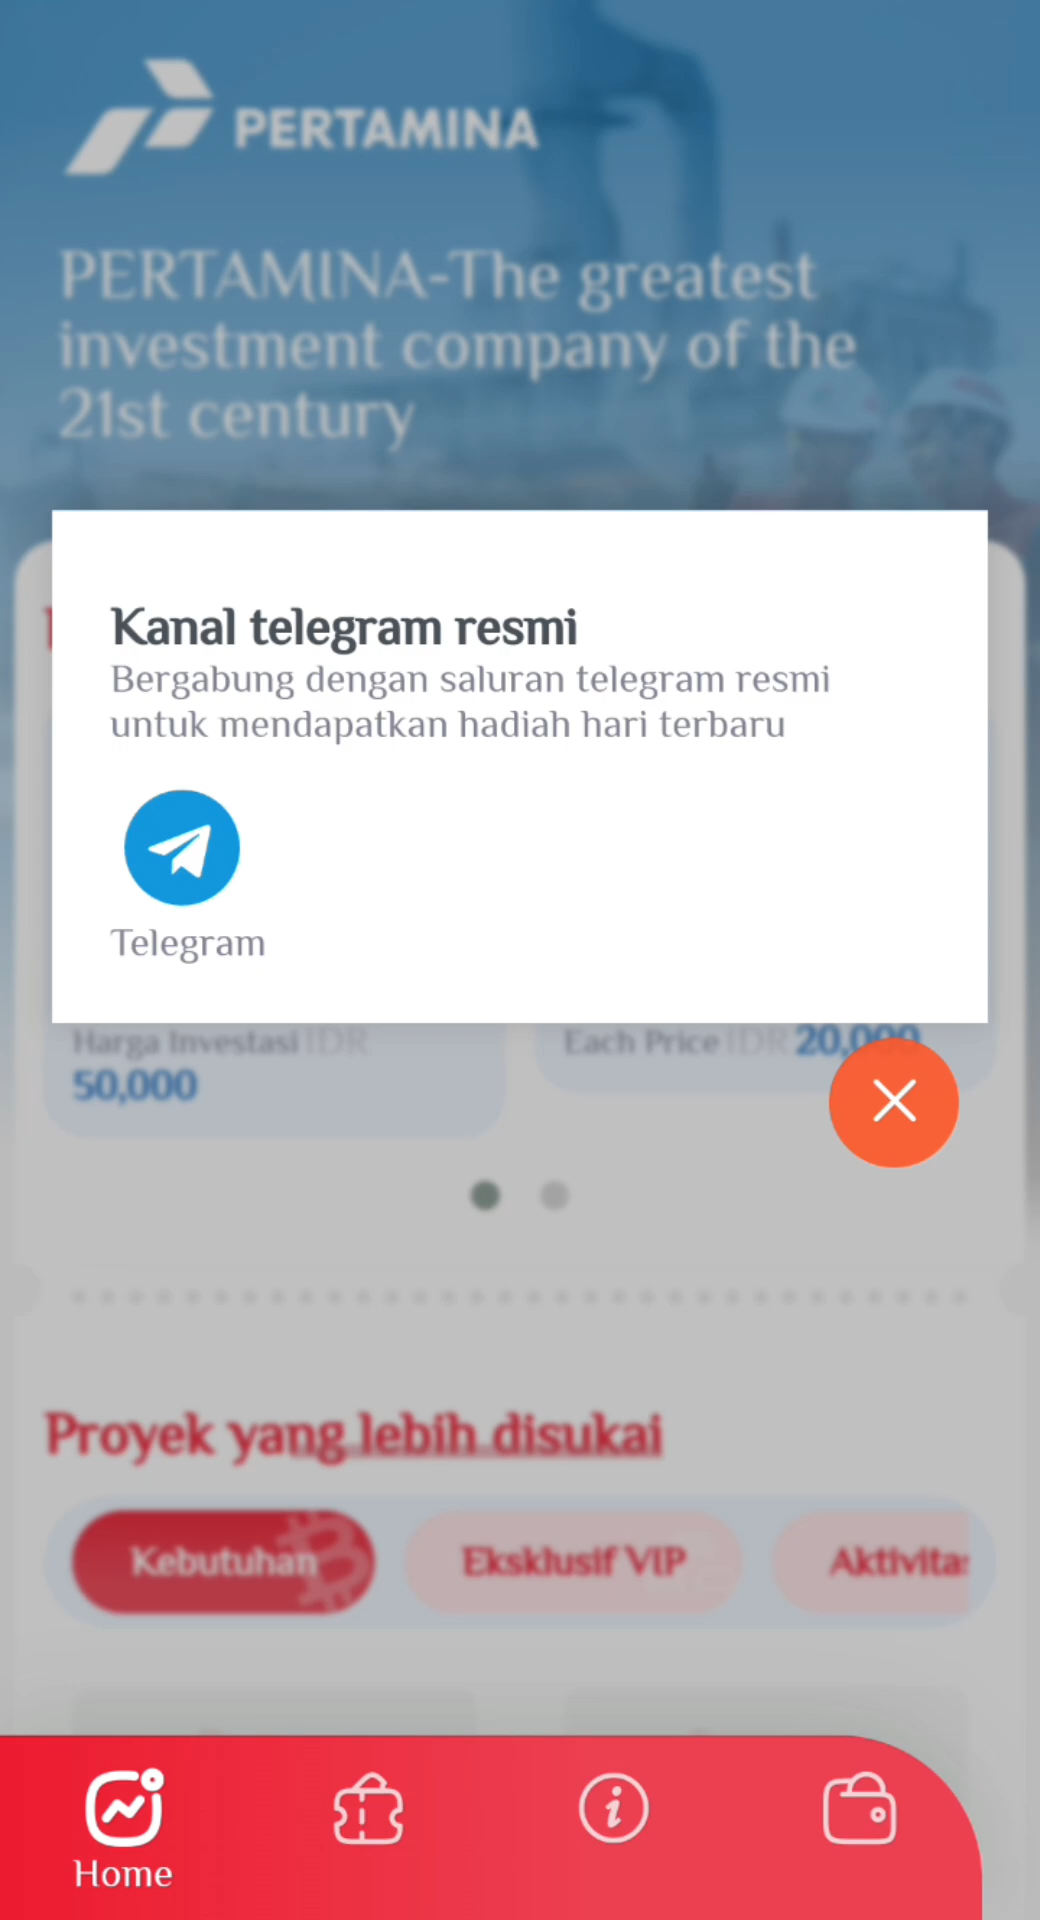 PERTAMINA
PERTAMINA-The greatest
investment company of the
21st century
Kanal telegram resmi
Bergabung dengan saluran telegram resmi
untuk mendapatkan hadiah hari terbaru
Telegram
Harga Investasi IDR
50,000
Each Price IDR 20,000
Proyek yang lebih disukai
Kebutuhan
Eksklusif VIP
Aktivitas
Home